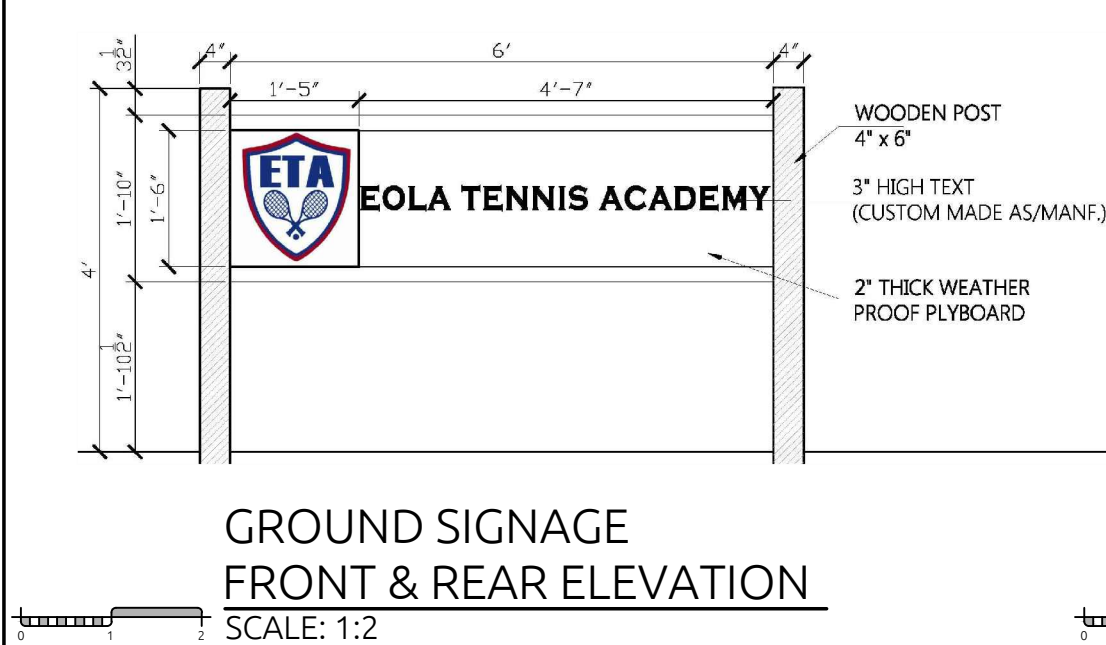 4"
6'
4"
1'-5"
4'-7"
3 1/2"
4'
1'-10"
1'-6"
1'-10 1/2"
ETA
EOLA TENNIS ACADEMY
WOODEN POST
4" x 6"
3" HIGH TEXT
(CUSTOM MADE AS/MANF.)
2" THICK WEATHER
PROOF PLYBOARD
GROUND SIGNAGE
FRONT & REAR ELEVATION
SCALE: 1:2
0 1 2
0